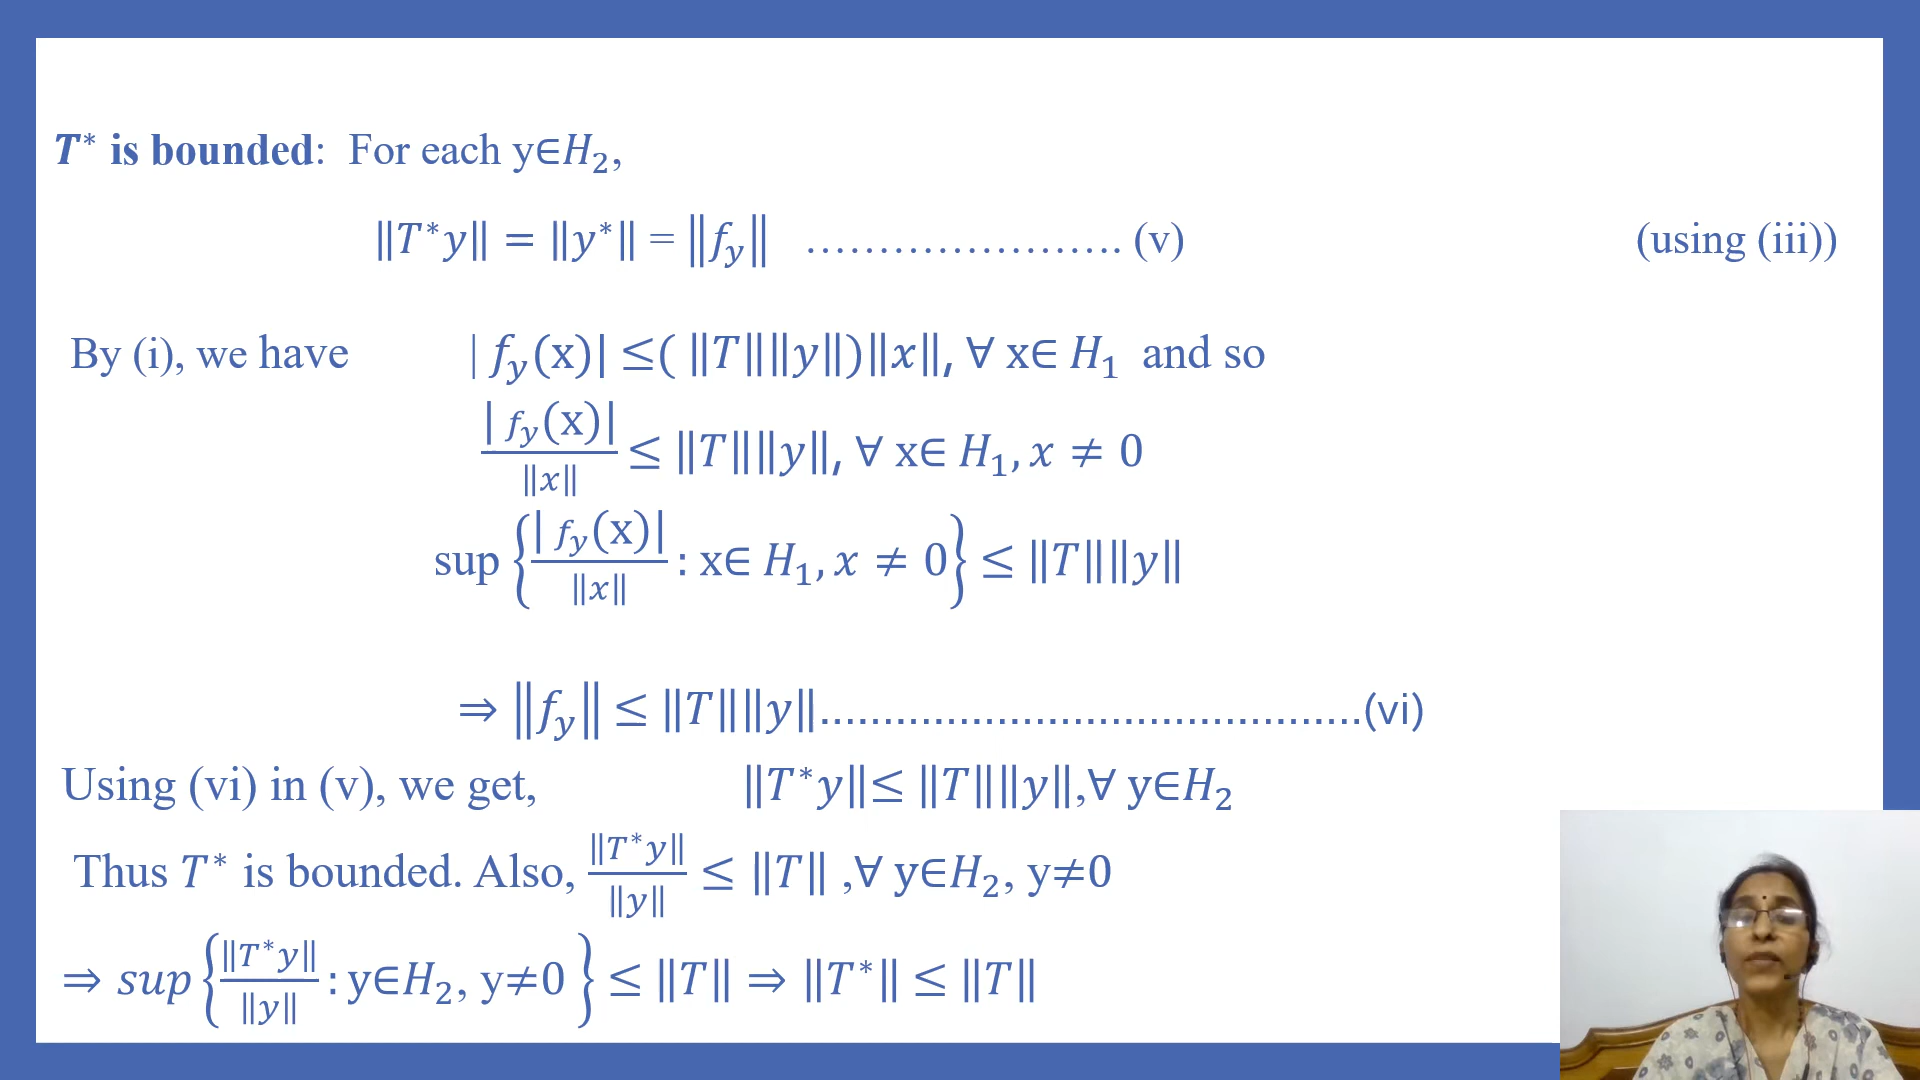 T* is bounded: For each y∈H₂,
‖T*y‖ = ‖y*‖ = ‖f_y‖ ...................... (v) (using (iii))
By (i), we have | f_y(x)| ≤( ‖T‖‖y‖)‖x‖, ∀ x∈ H₁ and so
| f_y(x)| / ‖x‖ ≤ ‖T‖‖y‖, ∀ x∈ H₁, x ≠ 0
sup {| f_y(x)| / ‖x‖ : x∈ H₁, x ≠ 0} ≤ ‖T‖‖y‖
⇒ ‖f_y‖ ≤ ‖T‖‖y‖...........................................(vi)
Using (vi) in (v), we get, ‖T*y‖≤ ‖T‖‖y‖,∀ y∈H₂
Thus T* is bounded. Also, ‖T*y‖ / ‖y‖ ≤ ‖T‖ ,∀ y∈H₂, y≠0
⇒ sup {‖T*y‖ / ‖y‖ : y∈H₂, y≠0 } ≤ ‖T‖ ⇒ ‖T*‖ ≤ ‖T‖